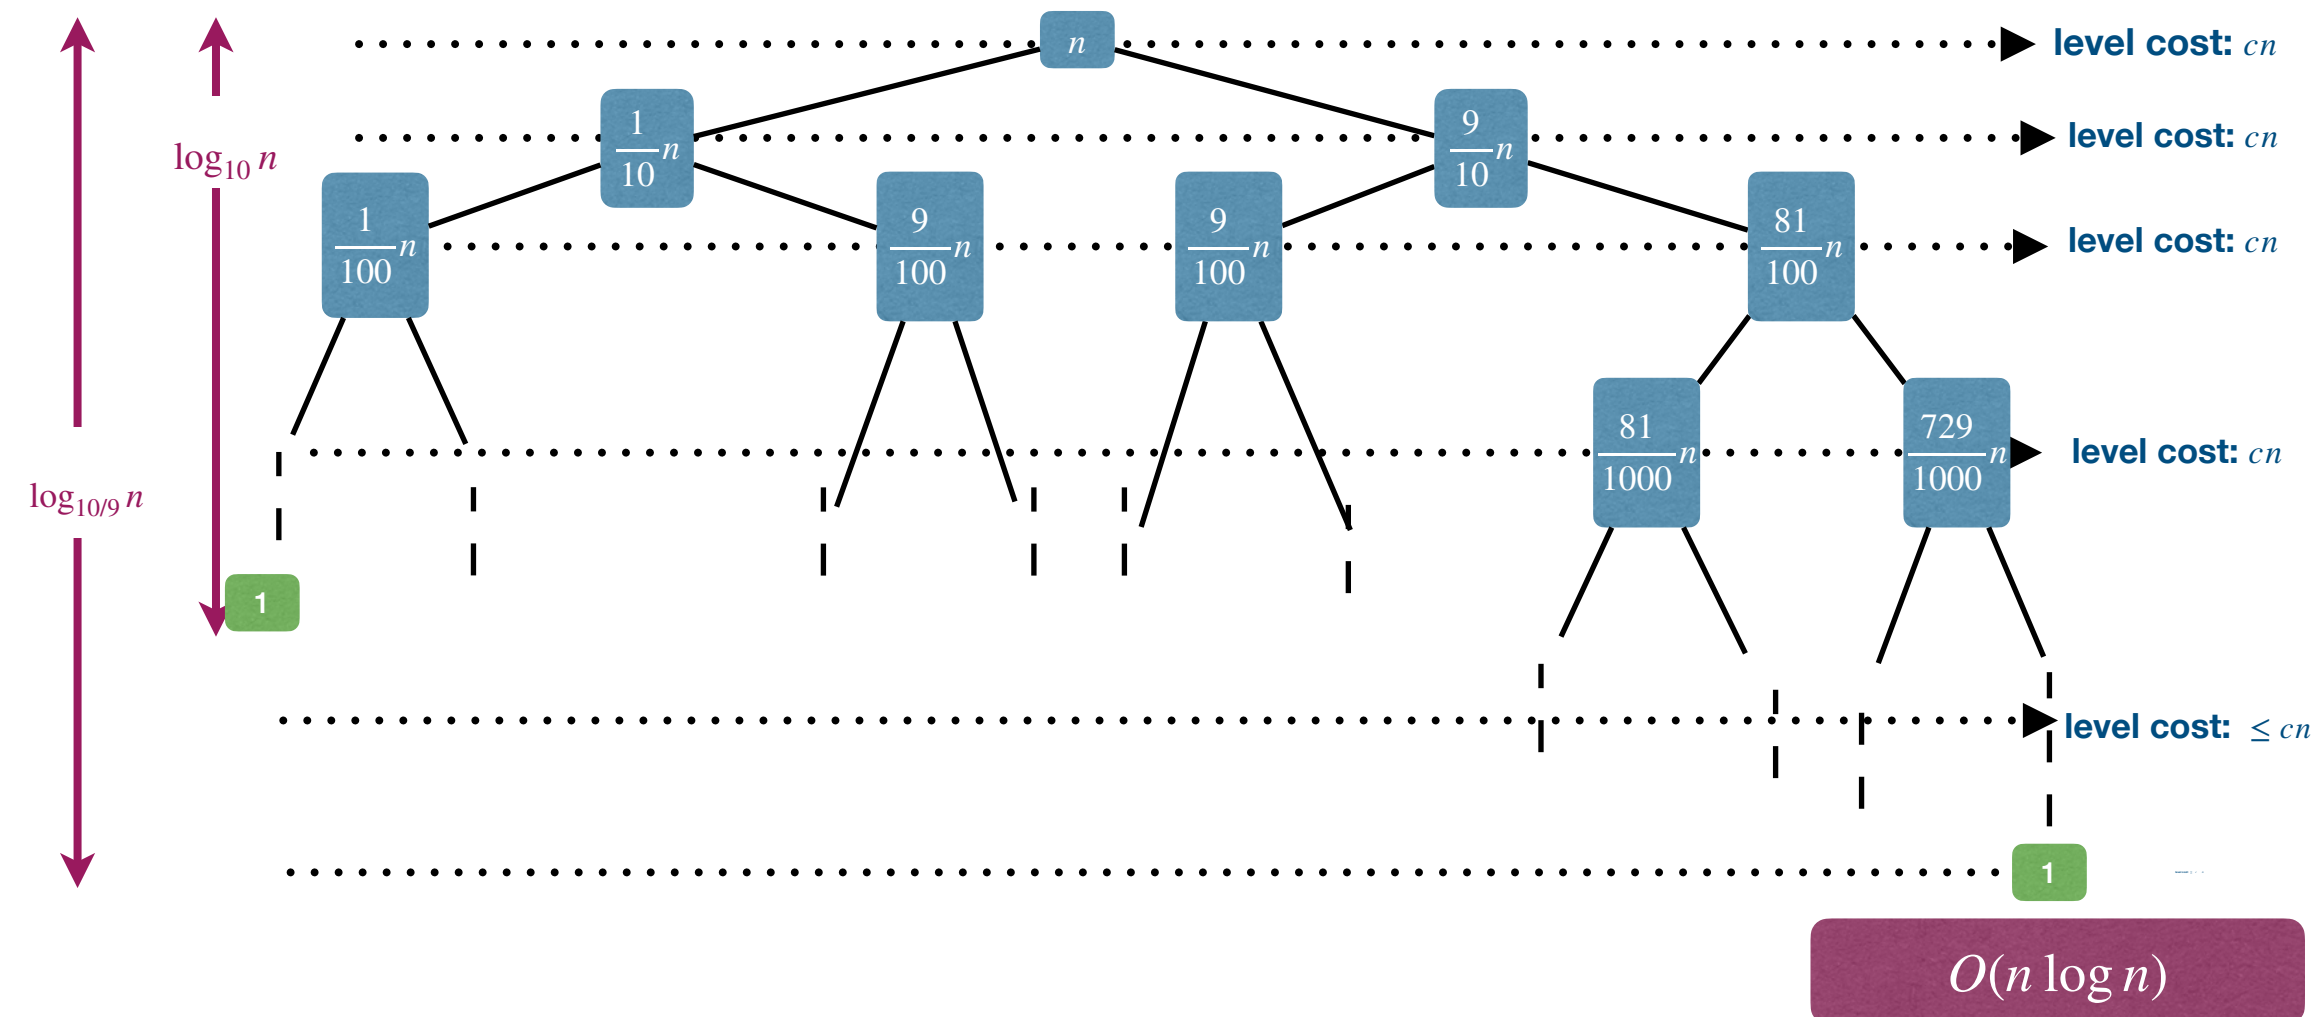 n
level cost: cn
1/10 n
9/10 n
level cost: cn
log₁₀ n
1/100 n
9/100 n
9/100 n
81/100 n
level cost: cn
81/1000 n
729/1000 n
level cost: cn
log₁₀/₉ n
1
level cost: ≤ cn
1
O(n log n)